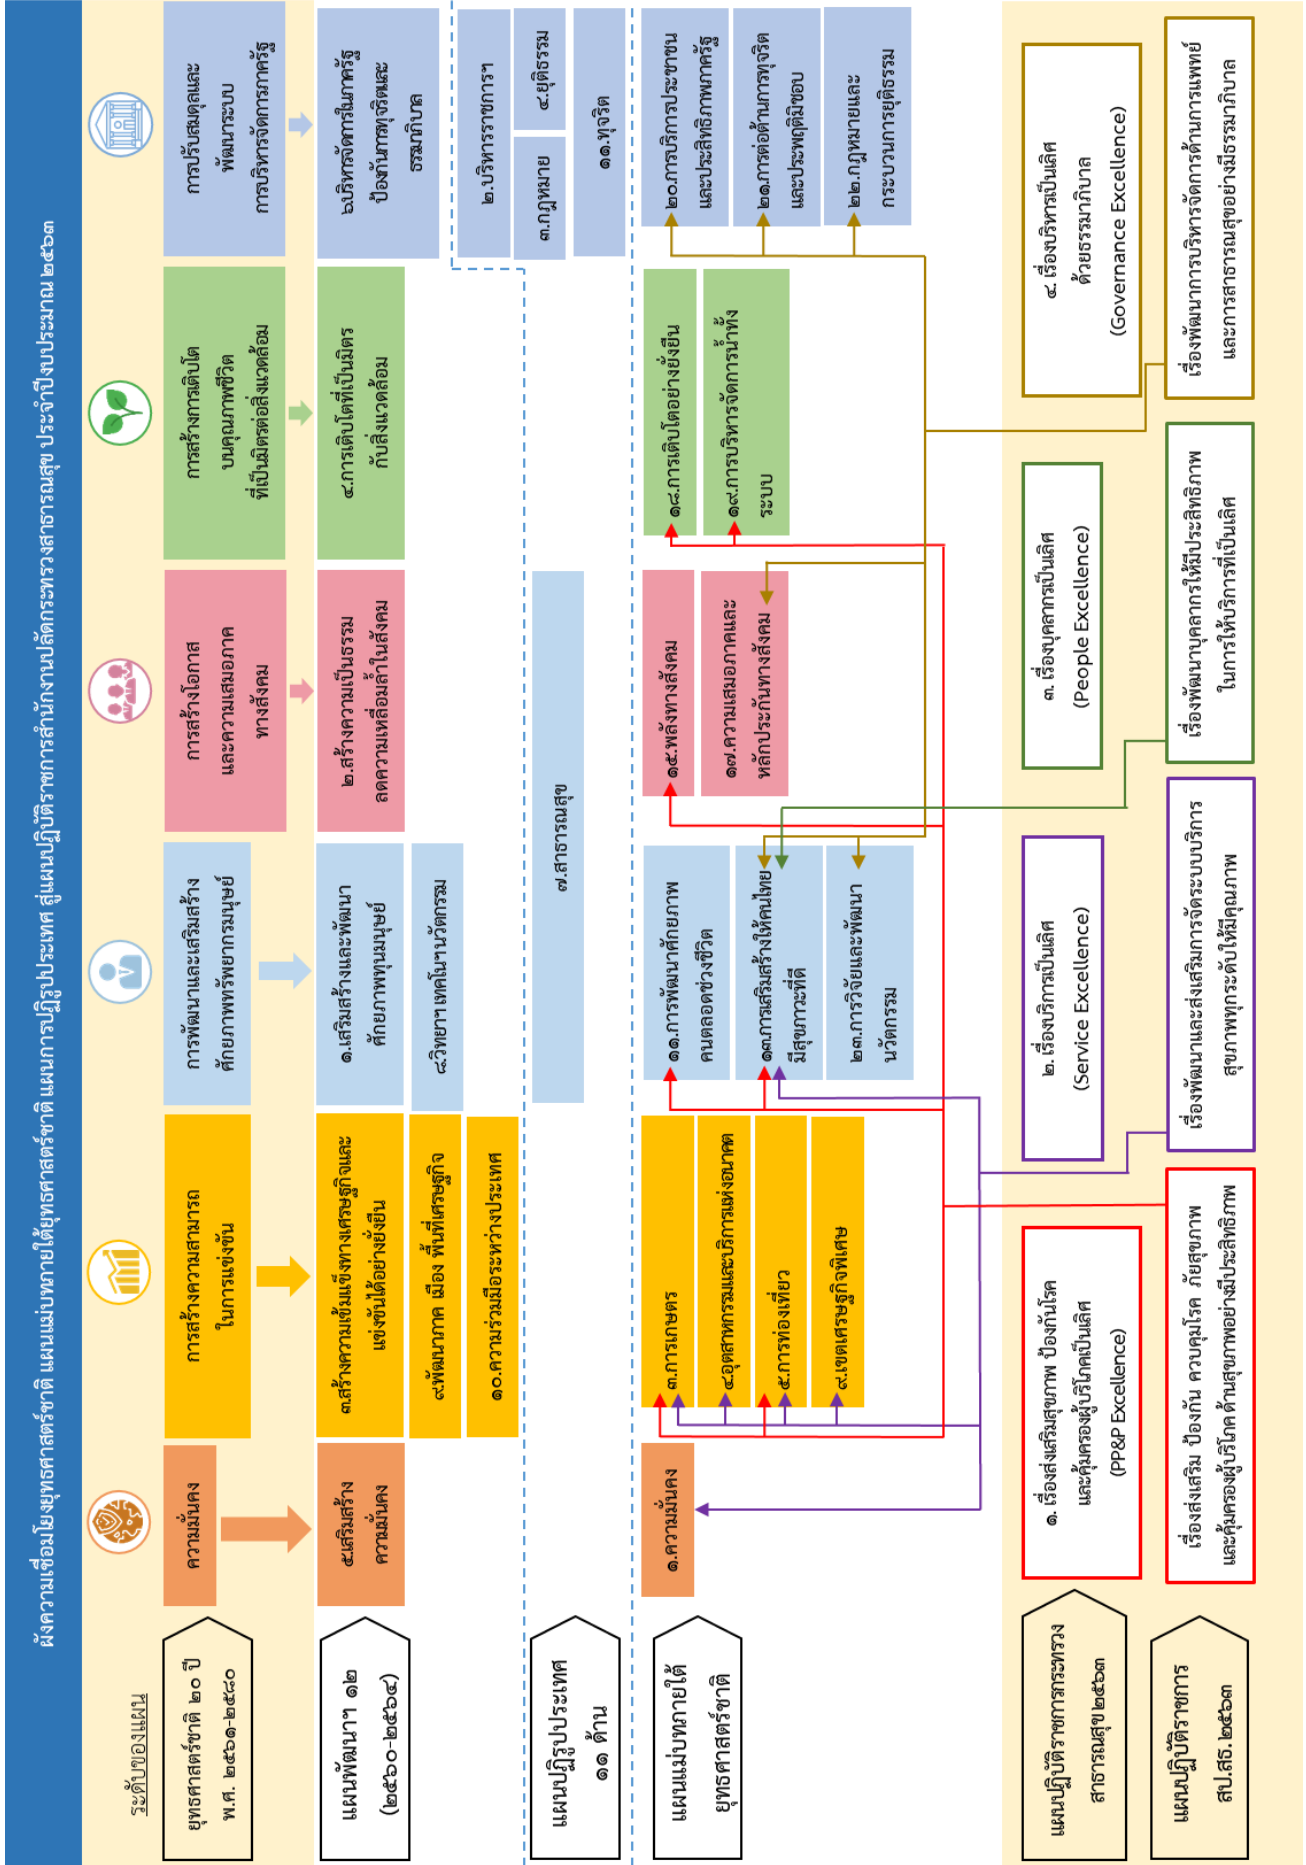 ผังความเชื่อมโยงยุทธศาสตร์ชาติ แผนแม่บทภายใต้ยุทธศาสตร์ชาติ แผนการปฏิรูปประเทศ สู่แผนปฏิบัติราชการสำนักงานปลัดกระทรวงสาธารณสุข ประจำปีงบประมาณ ๒๕๖๓
ระดับของแผน
ยุทธศาสตร์ชาติ ๒๐ ปี
พ.ศ. ๒๕๖๑-๒๕๘๐
ความมั่นคง
การสร้างความสามารถ
ในการแข่งขัน
การพัฒนาและเสริมสร้าง
ศักยภาพทรัพยากรมนุษย์
การสร้างโอกาส
และความเสมอภาค
ทางสังคม
การสร้างการเติบโต
บนคุณภาพชีวิต
ที่เป็นมิตรต่อสิ่งแวดล้อม
การปรับสมดุลและ
พัฒนาระบบ
การบริหารจัดการภาครัฐ
แผนพัฒนาฯ ๑๒
(๒๕๖๐-๒๕๖๔)
๕.เสริมสร้าง
ความมั่นคง
๓.สร้างความเข้มแข็งทางเศรษฐกิจและ
แข่งขันได้อย่างยั่งยืน
๙.พัฒนาภาค เมือง พื้นที่เศรษฐกิจ
๑๐.ความร่วมมือระหว่างประเทศ
๑.เสริมสร้างและพัฒนา
ศักยภาพทุนมนุษย์
๘.วิทยาฯ เทคโนฯ นวัตกรรม
๒.สร้างความเป็นธรรม
ลดความเหลื่อมล้ำในสังคม
๔.การเติบโตที่เป็นมิตร
กับสิ่งแวดล้อม
๖.บริหารจัดการในภาครัฐ
ป้องกันการทุจริตและ
ธรรมาภิบาล
แผนปฏิรูปประเทศ
๑๑ ด้าน
๗.สาธารณสุข
๒.บริหารราชการฯ
๓.กฎหมาย
๔.ยุติธรรม
๑๑.ทุจริต
แผนแม่บทภายใต้
ยุทธศาสตร์ชาติ
๑.ความมั่นคง
๓.การเกษตร
๔.อุตสาหกรรมและบริการแห่งอนาคต
๕.การท่องเที่ยว
๙.เขตเศรษฐกิจพิเศษ
๑๑.การพัฒนาศักยภาพ
คนตลอดช่วงชีวิต
๑๓.การเสริมสร้างให้คนไทย
มีสุขภาวะที่ดี
๒๓.การวิจัยและพัฒนา
นวัตกรรม
๑๕.พลังทางสังคม
๑๗.ความเสมอภาคและ
หลักประกันทางสังคม
๑๘.การเติบโตอย่างยั่งยืน
๑๙.การบริหารจัดการน้ำทั้ง
ระบบ
๒๐.การบริการประชาชน
และประสิทธิภาพภาครัฐ
๒๑.การต่อต้านการทุจริต
และประพฤติมิชอบ
๒๒.กฎหมายและ
กระบวนการยุติธรรม
แผนปฏิบัติราชการกระทรวง
สาธารณสุข ๒๕๖๓
๑. เรื่องส่งเสริมสุขภาพ ป้องกันโรค
และคุ้มครองผู้บริโภคเป็นเลิศ
(PP&P Excellence)
๒. เรื่องบริการเป็นเลิศ
(Service Excellence)
๓. เรื่องบุคลากรเป็นเลิศ
(People Excellence)
๔. เรื่องบริหารเป็นเลิศ
ด้วยธรรมาภิบาล
(Governance Excellence)
แผนปฏิบัติราชการ
สป.สธ. ๒๕๖๓
เรื่องส่งเสริม ป้องกัน ควบคุมโรค ภัยสุขภาพ
และคุ้มครองผู้บริโภคด้านสุขภาพอย่างมีประสิทธิภาพ
เรื่องพัฒนาและส่งเสริมการจัดระบบบริการ
สุขภาพทุกระดับให้มีคุณภาพ
เรื่องพัฒนาบุคลากรให้มีประสิทธิภาพ
ในการให้บริการที่เป็นเลิศ
เรื่องพัฒนาการบริหารจัดการด้านการแพทย์
และการสาธารณสุขอย่างมีธรรมาภิบาล